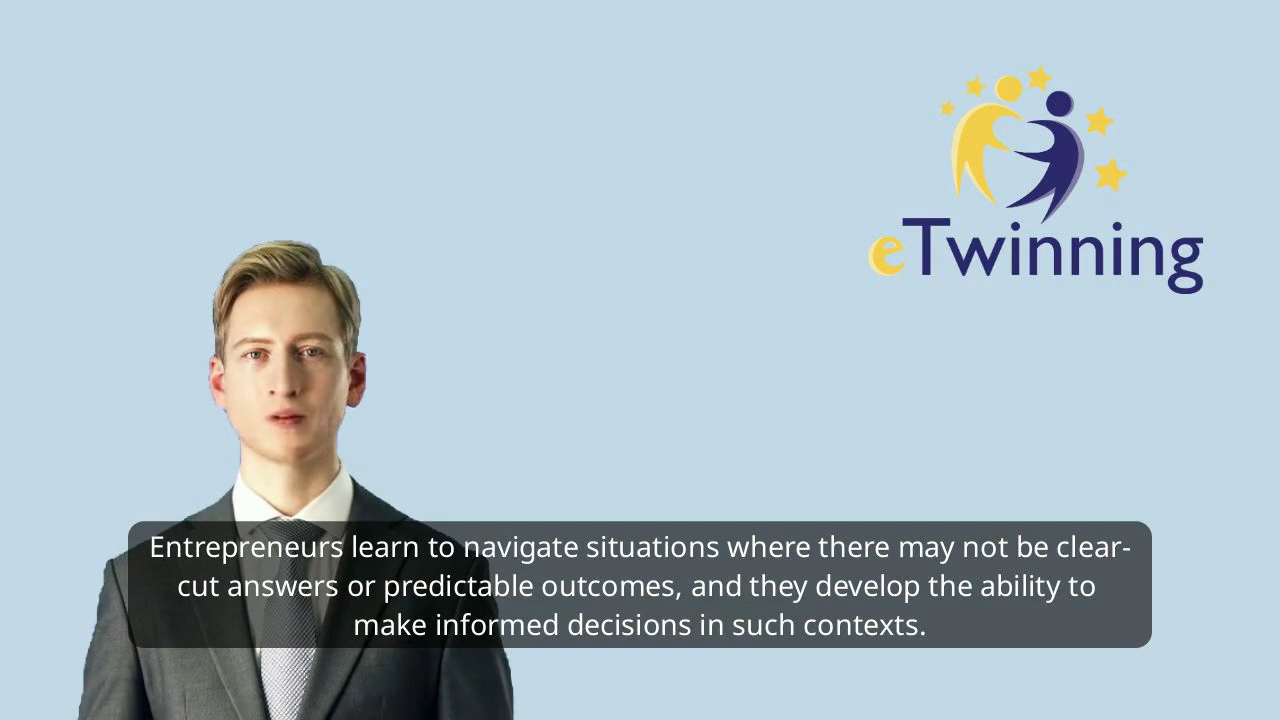 eTwinning
Entrepreneurs learn to navigate situations where there may not be clear-
cut answers or predictable outcomes, and they develop the ability to
make informed decisions in such contexts.